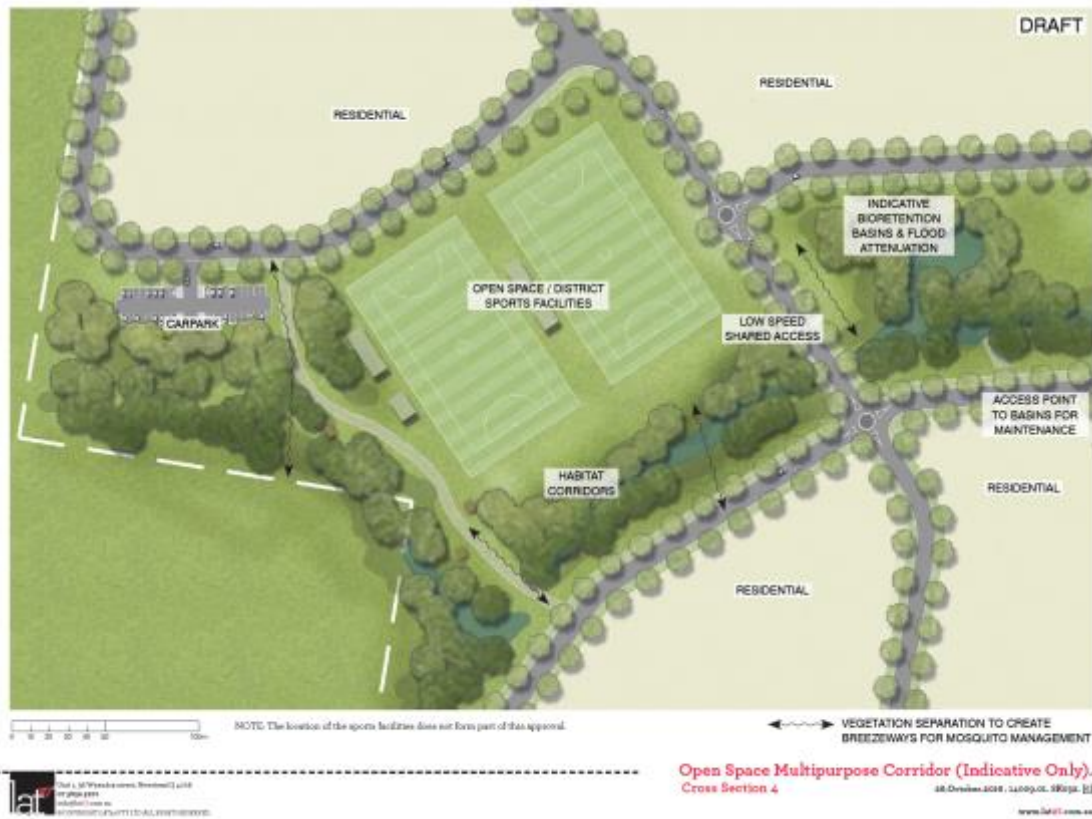 DRAFT
RESIDENTIAL
RESIDENTIAL
INDICATIVE
BIORETENTION
BASINS & FLOOD
ATTENUATION
OPEN SPACE / DISTRICT
SPORTS FACILITIES
CARPARK
LOW SPEED
SHARED ACCESS
ACCESS POINT
TO BASINS FOR
MAINTENANCE
HABITAT
CORRIDORS
RESIDENTIAL
RESIDENTIAL
NOTE: The location of the sports facilities does not form part of this approval.
VEGETATION SEPARATION TO CREATE
BREEZEWAYS FOR MOSQUITO MANAGEMENT
Open Space Multipurpose Corridor (Indicative Only).
Cross Section 4
lat